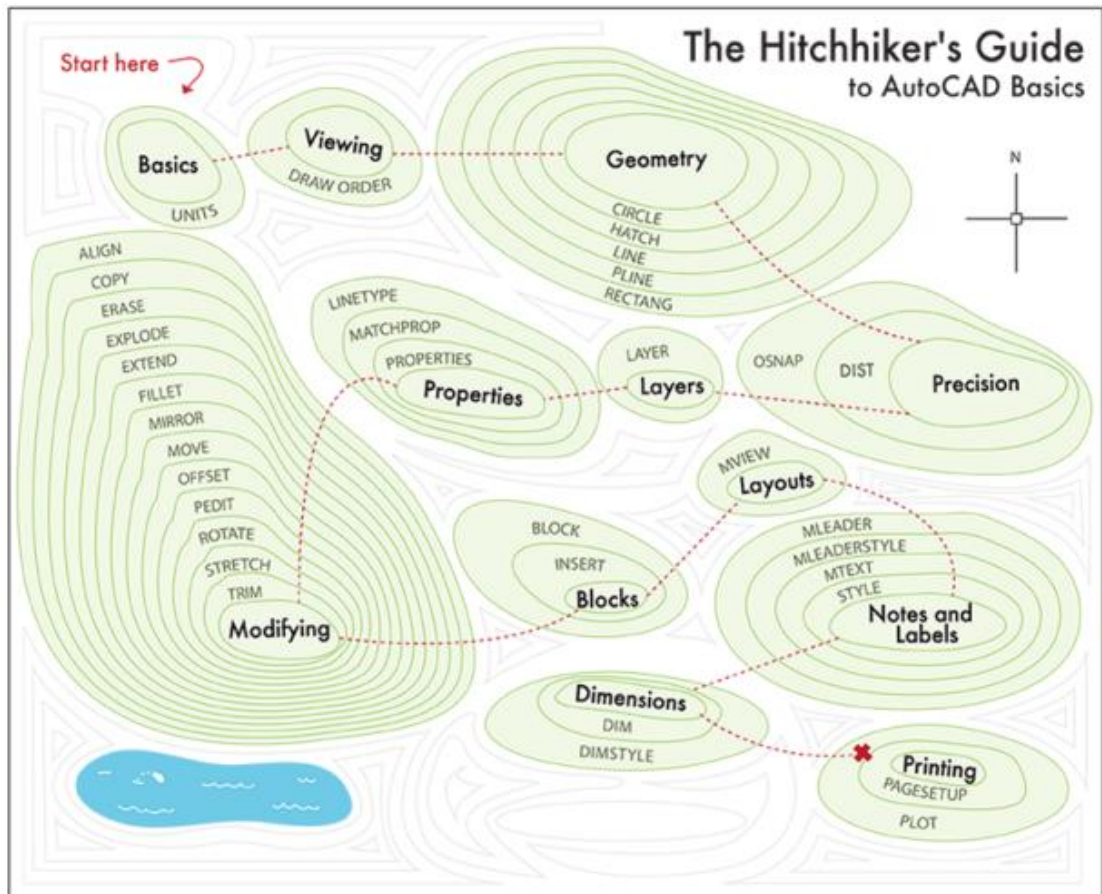 The Hitchhiker's Guide
to AutoCAD Basics
Start here
Basics
UNITS
Viewing
DRAW ORDER
Geometry
CIRCLE
HATCH
LINE
PLINE
RECTANG
N
OSNAP
DIST
Precision
LAYER
Layers
LINETYPE
MATCHPROP
PROPERTIES
Properties
ALIGN
COPY
ERASE
EXPLODE
EXTEND
FILLET
MIRROR
MOVE
OFFSET
PEDIT
ROTATE
STRETCH
TRIM
Modifying
BLOCK
INSERT
Blocks
MVIEW
Layouts
MLEADER
MLEADERSTYLE
MTEXT
STYLE
Notes and
Labels
Dimensions
DIM
DIMSTYLE
Printing
PAGESETUP
PLOT